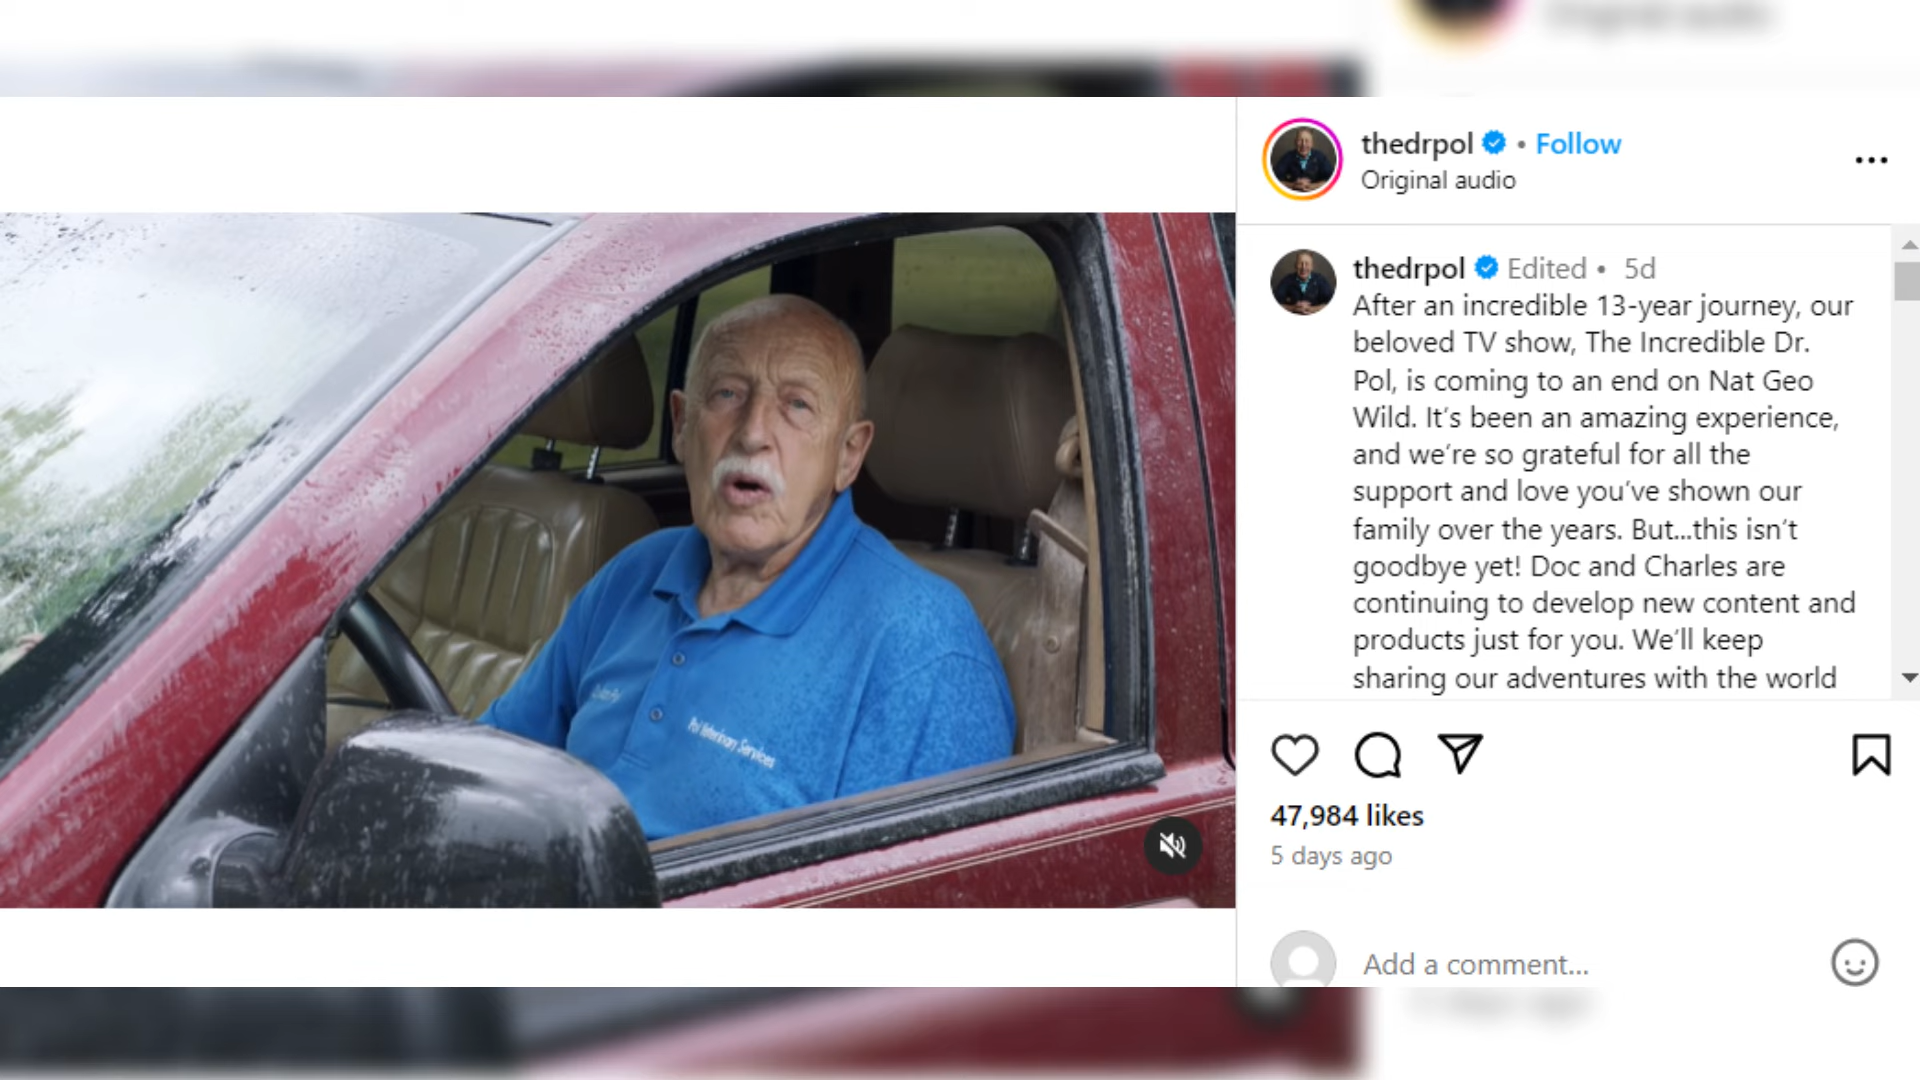 thedrpol • Follow
Original audio
thedrpol Edited • 5d
After an incredible 13-year journey, our
beloved TV show, The Incredible Dr.
Pol, is coming to an end on Nat Geo
Wild. It’s been an amazing experience,
and we’re so grateful for all the
support and love you’ve shown our
family over the years. But...this isn’t
goodbye yet! Doc and Charles are
continuing to develop new content and
products just for you. We’ll keep
sharing our adventures with the world
Pol Veterinary Services
47,984 likes
5 days ago
Add a comment...